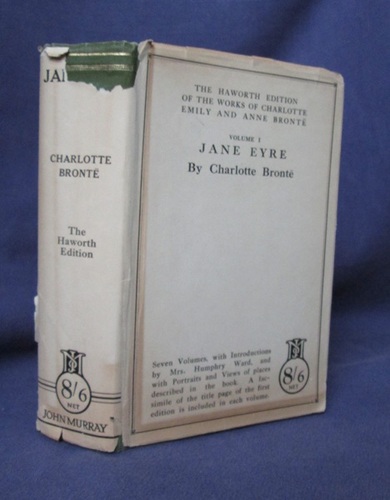 JAN
CHARLOTTE
BRONTË
The
Haworth
Edition
8/6
NET
JOHN MURRAY
THE HAWORTH EDITION
OF THE WORKS OF CHARLOTTE
EMILY AND ANNE BRONTË
VOLUME I
JANE EYRE
By Charlotte Brontë
Seven Volumes, with Introductions
by Mrs. Humphry Ward, and
with Portraits and Views of places
described in the book. A fac-
simile of the title page of the first
edition is included in each volume
8/6
NET